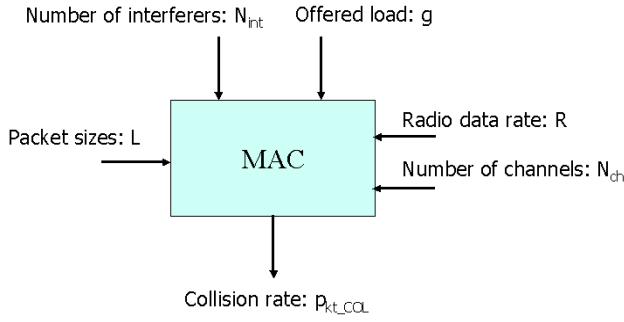 Number of interferers: N_int
Offered load: g
Packet sizes: L
Radio data rate: R
MAC
Number of channels: N_ch
Collision rate: p_kt_COL